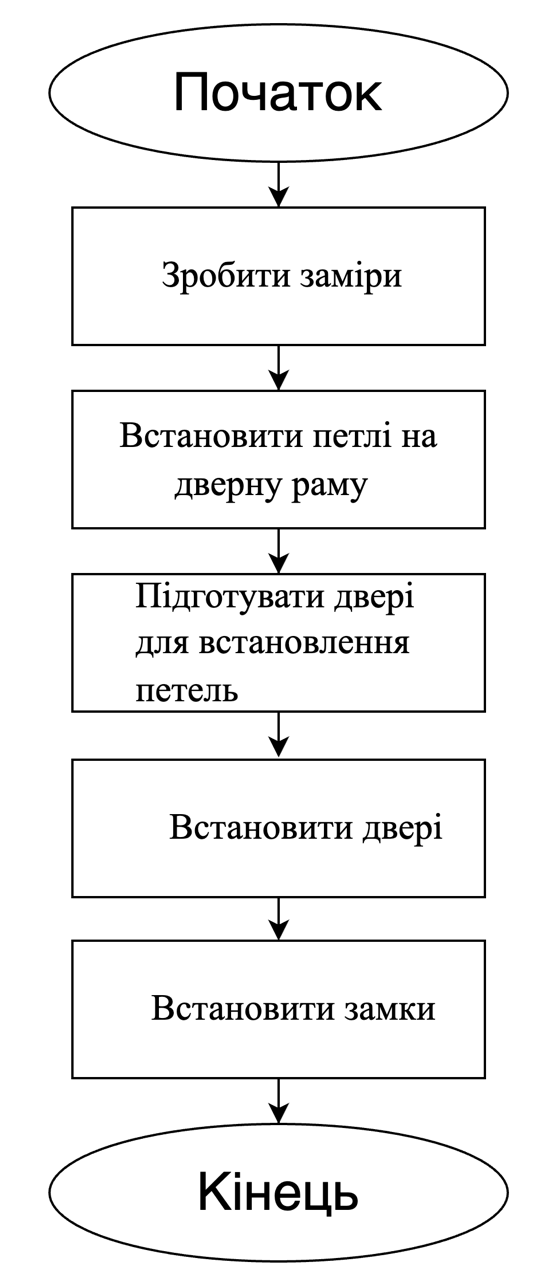 Початок
Зробити заміри
Встановити петлі на
дверну раму
Підготувати двері
для встановлення
петель
Встановити двері
Встановити замки
Кінець